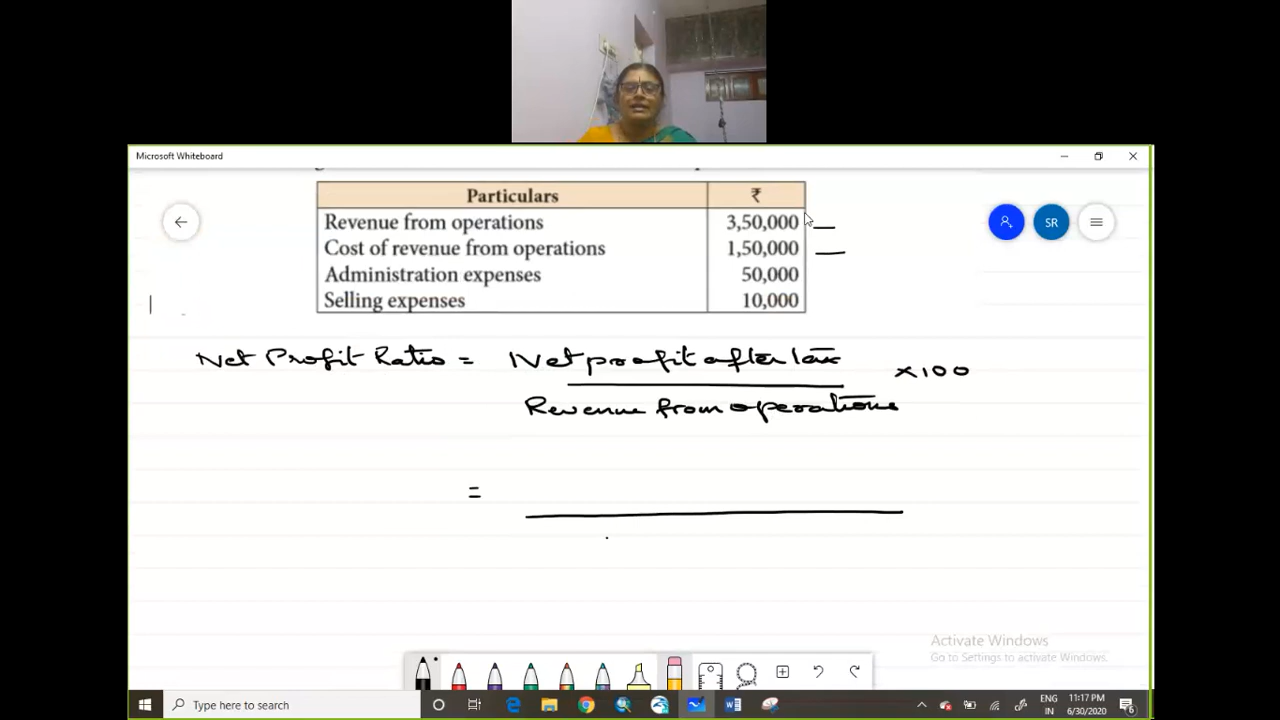 Microsoft Whiteboard
Particulars ₹
Revenue from operations 3,50,000
Cost of revenue from operations 1,50,000
Administration expenses 50,000
Selling expenses 10,000
SR
Net Profit Ratio = Net profit after tax × 100
Revenue from operations
=
Activate Windows
Go to Settings to activate Windows.
Type here to search
ENG
IN
11:17 PM
6/30/2020
6